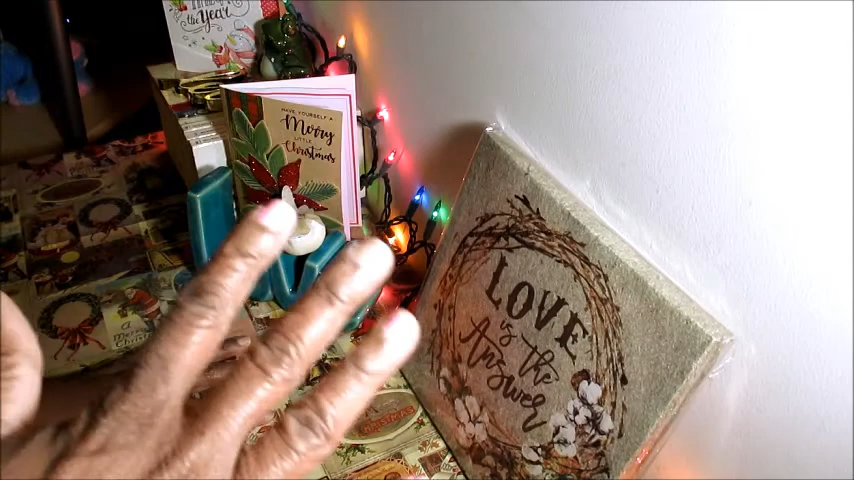 the Year
HAVE YOURSELF A
Merry
LITTLE
Christmas
LOVE
is
the
Answer